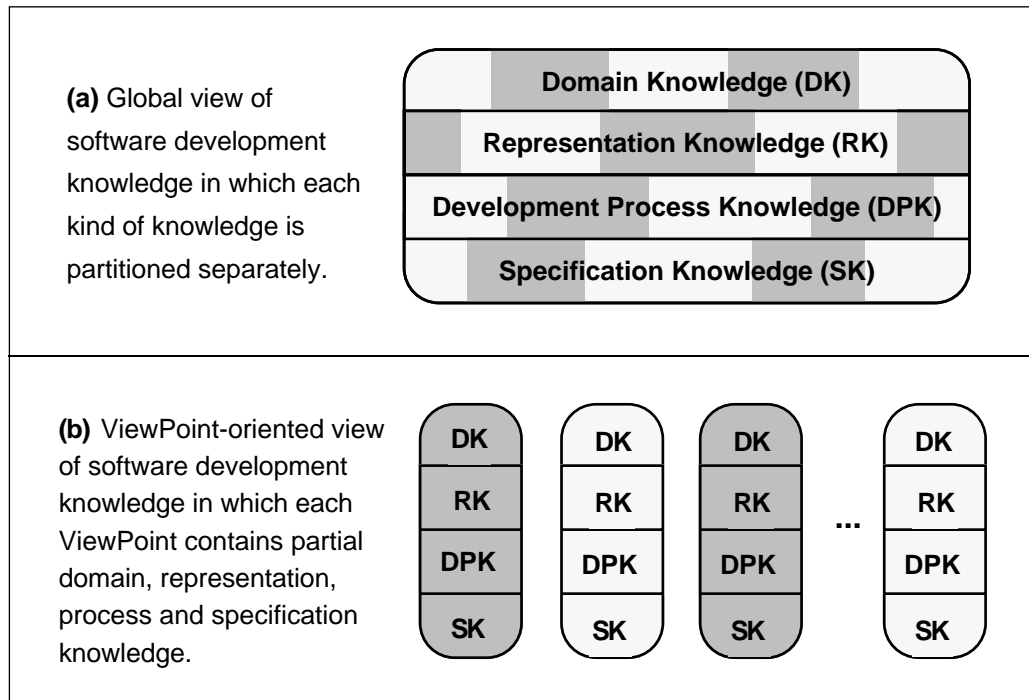 (a) Global view of
software development
knowledge in which each
kind of knowledge is
partitioned separately.
Domain Knowledge (DK)
Representation Knowledge (RK)
Development Process Knowledge (DPK)
Specification Knowledge (SK)
(b) ViewPoint-oriented view
of software development
knowledge in which each
ViewPoint contains partial
domain, representation,
process and specification
knowledge.
DK DK DK DK
RK RK RK ... RK
DPK DPK DPK DPK
SK SK SK SK